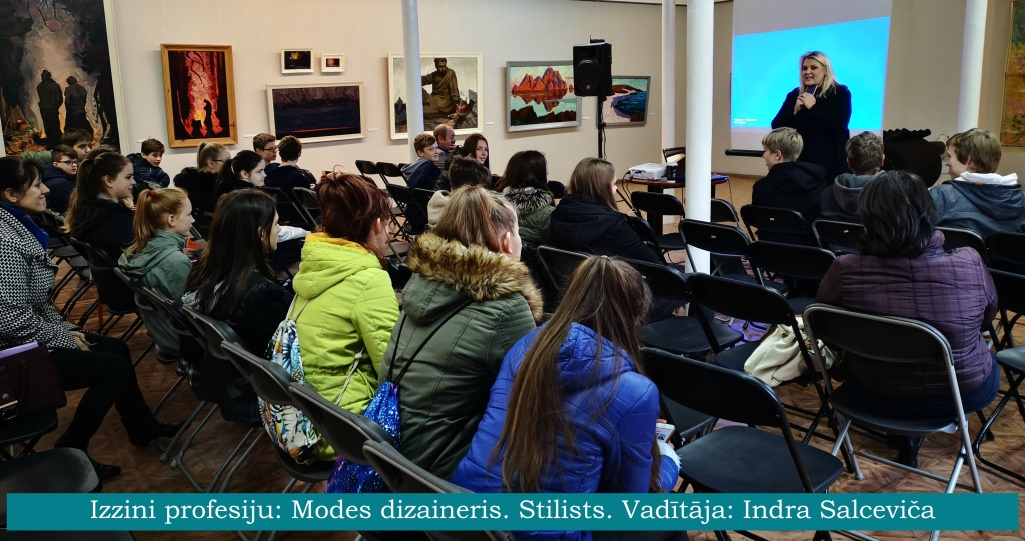 Izzini profesiju: Modes dizaineris. Stilists. Vadītāja: Indra Salceviča